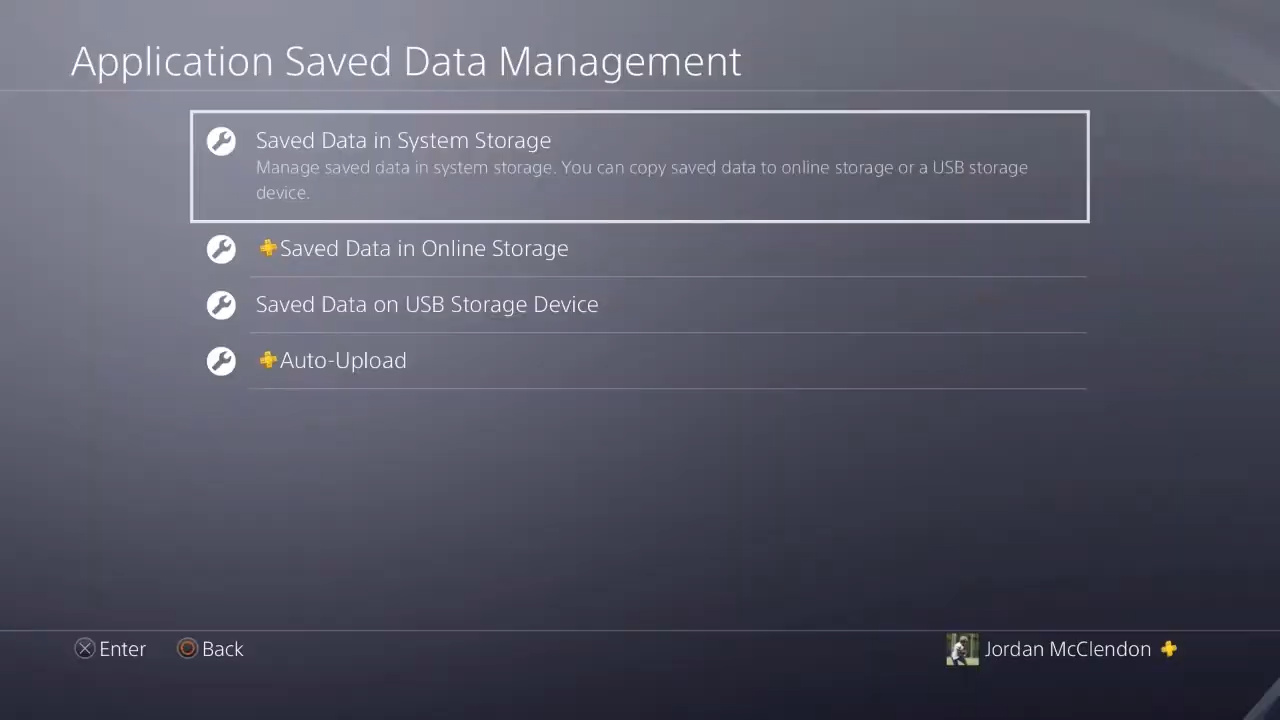 Application Saved Data Management
Saved Data in System Storage
Manage saved data in system storage. You can copy saved data to online storage or a USB storage
device.
Saved Data in Online Storage
Saved Data on USB Storage Device
Auto-Upload
Enter Back Jordan McClendon